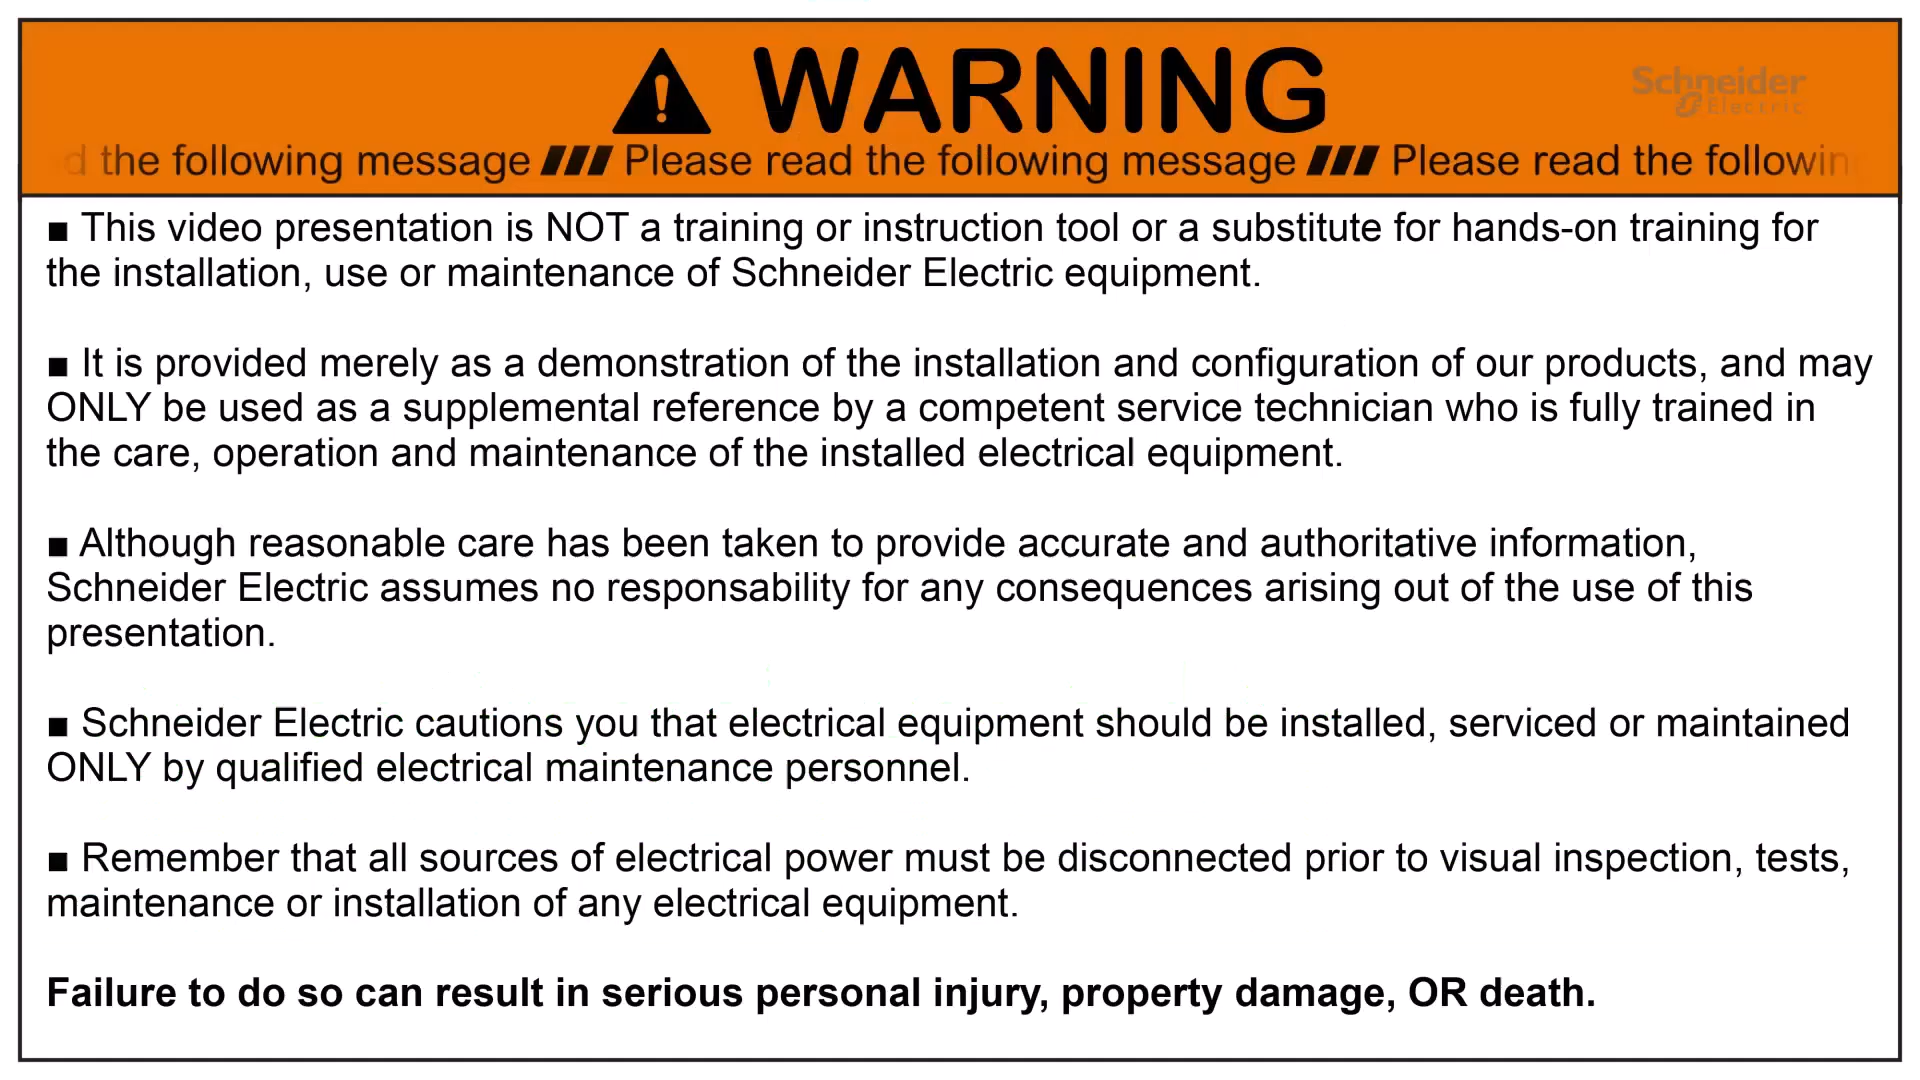 WARNING
Schneider
Electric
the following message /// Please read the following message /// Please read the
■ This video presentation is NOT a training or instruction tool or a substitute for hands-on training for
the installation, use or maintenance of Schneider Electric equipment.
■ It is provided merely as a demonstration of the installation and configuration of our products, and may
ONLY be used as a supplemental reference by a competent service technician who is fully trained in
the care, operation and maintenance of the installed electrical equipment.
■ Although reasonable care has been taken to provide accurate and authoritative information,
Schneider Electric assumes no responsability for any consequences arising out of the use of this
presentation.
■ Schneider Electric cautions you that electrical equipment should be installed, serviced or maintained
ONLY by qualified electrical maintenance personnel.
■ Remember that all sources of electrical power must be disconnected prior to visual inspection, tests,
maintenance or installation of any electrical equipment.
Failure to do so can result in serious personal injury, property damage, OR death.